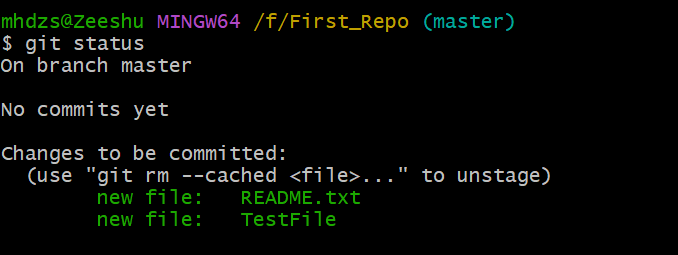 mhdzs@Zeeshu MINGW64 /f/First_Repo (master)
$ git status
On branch master
No commits yet
Changes to be committed:
(use "git rm --cached <file>..." to unstage)
new file: README.txt
new file: TestFile